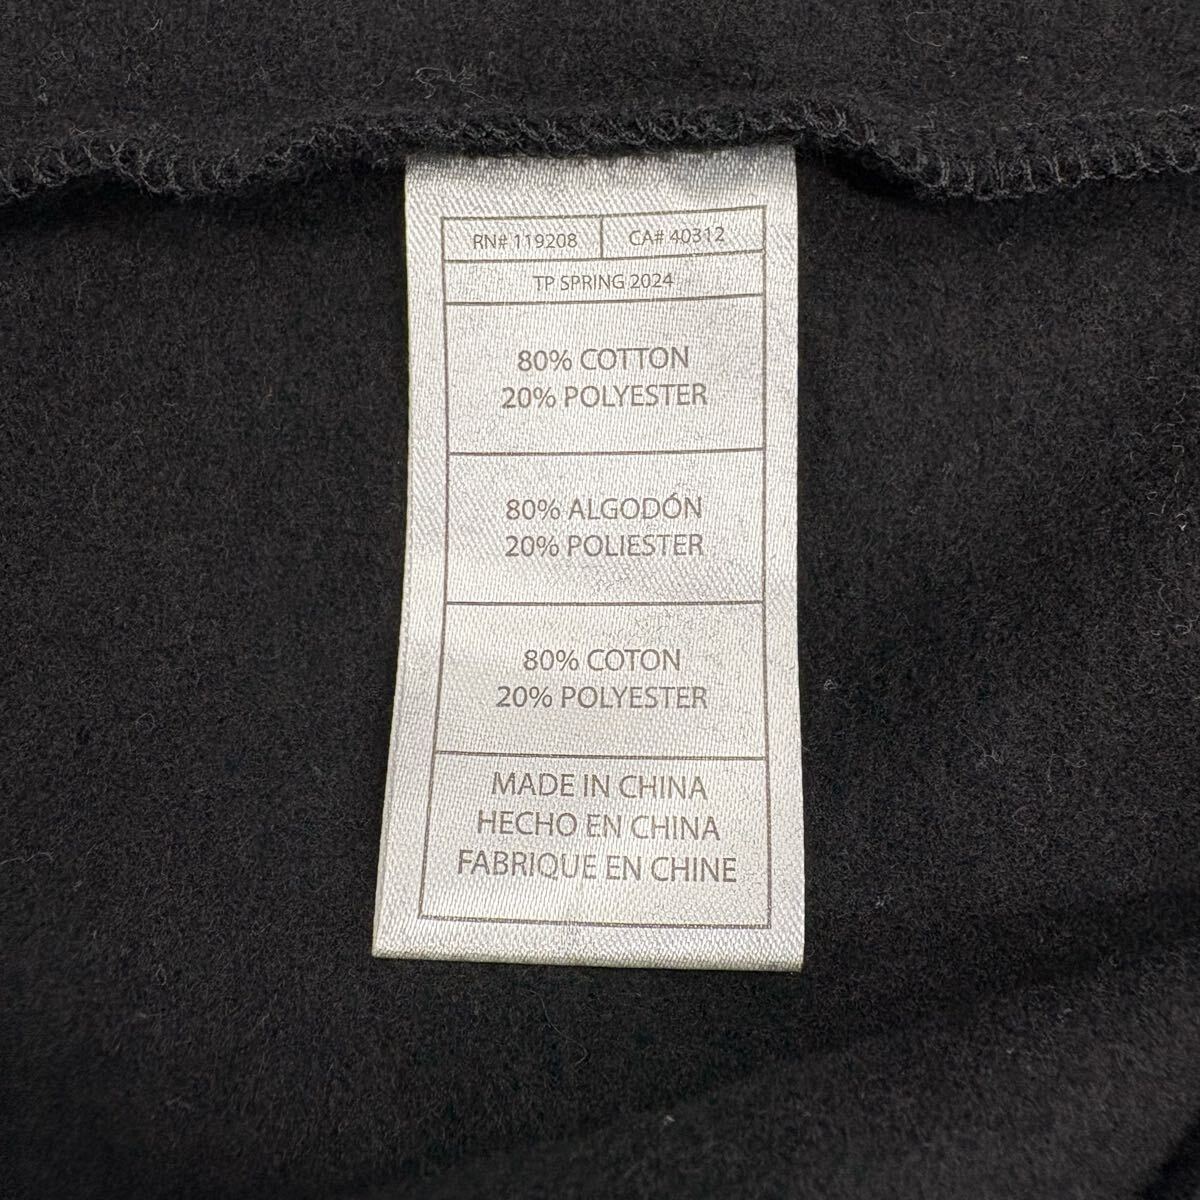 RN# 119208 CA# 40312
TP SPRING 2024
80% COTTON
20% POLYESTER
80% ALGODÓN
20% POLIESTER
80% COTON
20% POLYESTER
MADE IN CHINA
HECHO EN CHINA
FABRIQUE EN CHINE